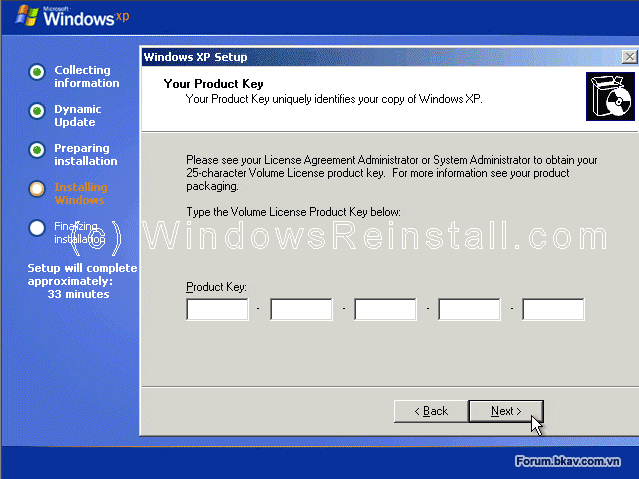 Microsoft
Windows xp
Collecting
information
Dynamic
Update
Preparing
installation
Installing
Windows
Finalizing
installation
Setup will complete
approximately:
33 minutes
Windows XP Setup
Your Product Key
Your Product Key uniquely identifies your copy of Windows XP.
Please see your License Agreement Administrator or System Administrator to obtain your
25-character Volume License product key. For more information see your product
packaging.
Type the Volume License Product Key below:
(c) WindowsReinstall.com
Product Key:
- - - -
< Back
Next >
Forum.bkav.com.vn